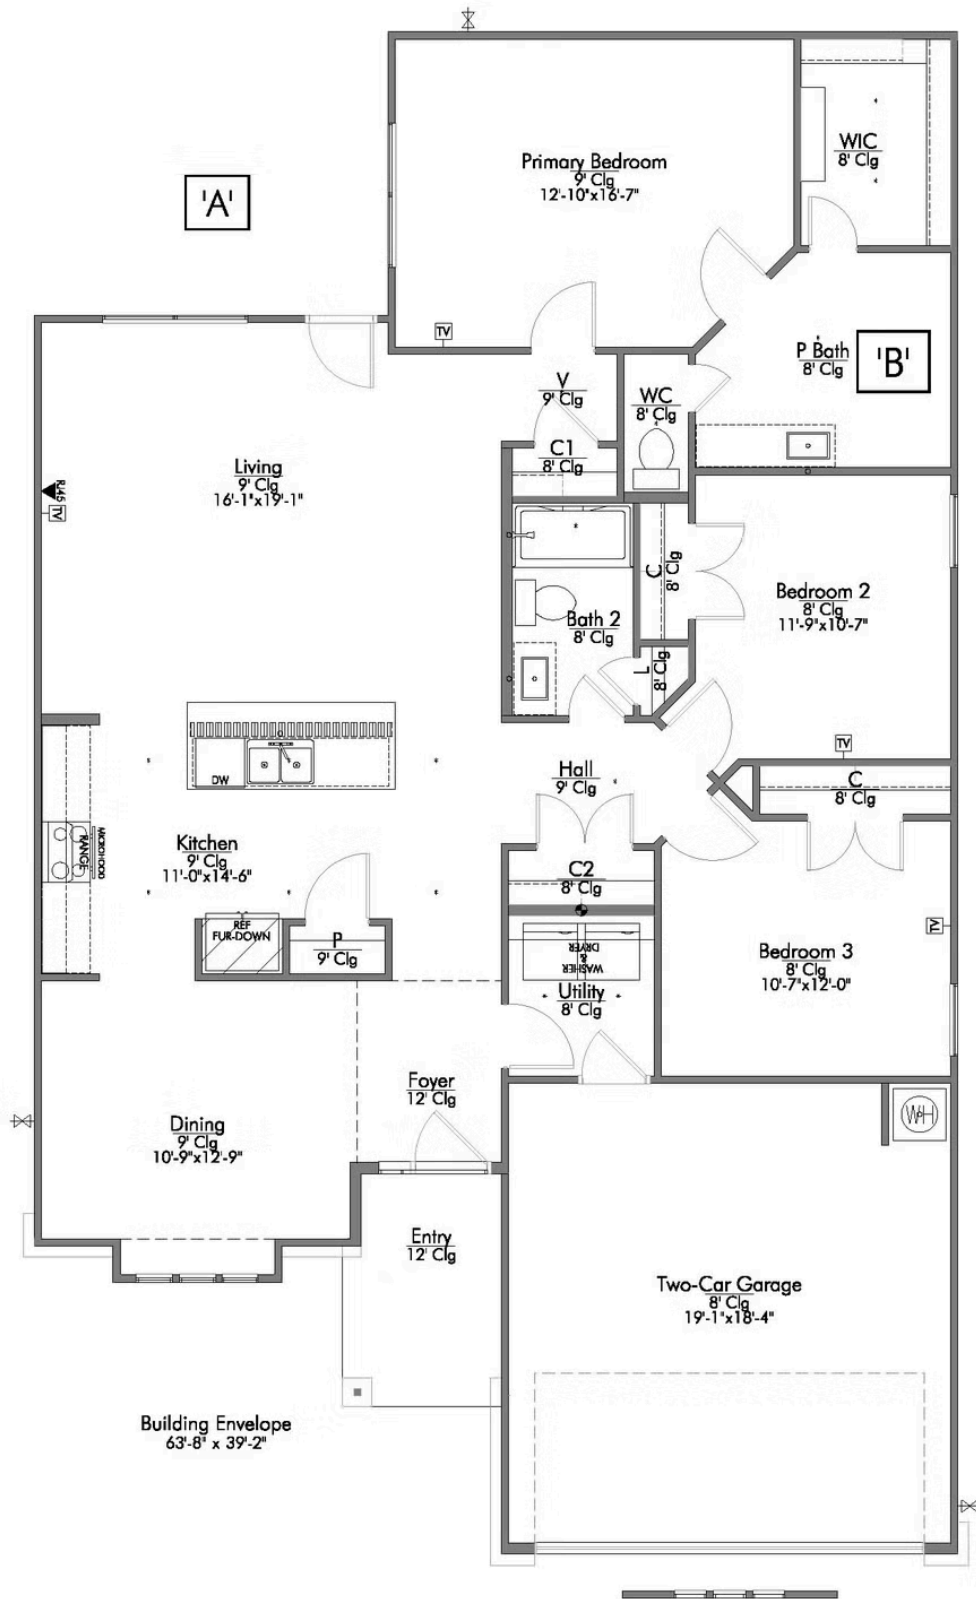 Primary Bedroom
9' Clg
12'-10"x16'-7"
WIC
8' Clg
'A'
TV
P Bath
8' Clg
'B'
V
9' Clg
WC
8' Clg
C1
8' Clg
Living
9' Clg
16'-1"x19'-1"
RJ45
TV
C
8' Clg
Bedroom 2
8' Clg
11'-9"x10'-7"
Bath 2
8' Clg
L
8' Clg
TV
DW
Hall
9' Clg
C
8' Clg
Kitchen
9' Clg
11'-0"x14'-6"
RANGE
MICROHOOD
C2
8' Clg
REF
FUR-DOWN
P
9' Clg
WASHER
&
DRYER
TV
Bedroom 3
8' Clg
10'-7"x12'-0"
Utility
8' Clg
Foyer
12' Clg
WH
Dining
9' Clg
10'-9"x12'-9"
Entry
12' Clg
Two-Car Garage
8' Clg
19'-1"x18'-4"
Building Envelope
63'-8" x 39'-2"